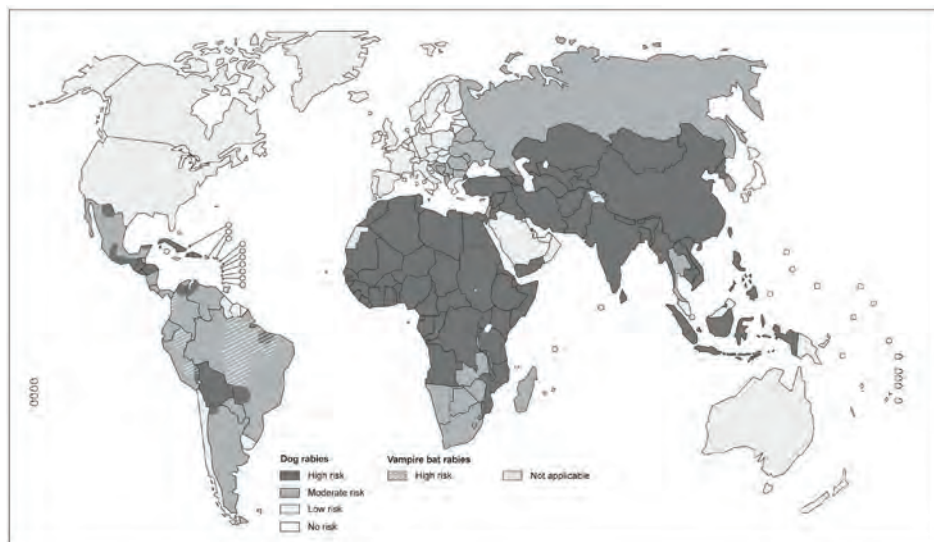 Dog rabies
High risk
Moderate risk
Low risk
No risk
Vampire bat rabies
High risk
Not applicable